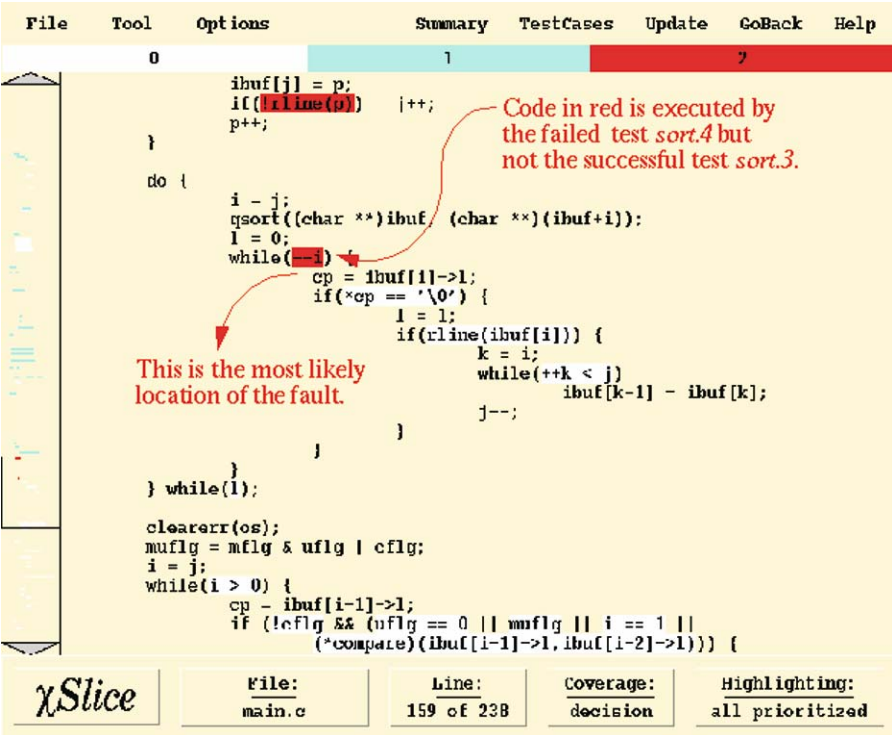 File Tool Options Summary TestCases Update GoBack Help
0 1 2
ibuf[j] = p;
if(!rline(p)) j++;
p++;
}
Code in red is executed by
the failed test sort.4 but
not the successful test sort.3.
do {
i = j;
qsort((char **)ibuf, (char **)(ibuf+i));
l = 0;
while(--i) {
cp = ibuf[i]->l;
if(*cp == '\0') {
l = 1;
if(rline(ibuf[i])) {
k = i;
while(++k < j)
ibuf[k-1] = ibuf[k];
j--;
}
}
}
} while(l);
This is the most likely
location of the fault.
clearerr(os);
muflg = mflg & uflg | cflg;
i = j;
while(i > 0) {
cp = ibuf[i-1]->l;
if (!cflg && (uflg == 0 || muflg || i == 1 ||
(*compare)(ibuf[i-1]->l,ibuf[i-2]->l))) {
χSlice
File: Line: Coverage: Highlighting:
main.c 159 of 238 decision all prioritized